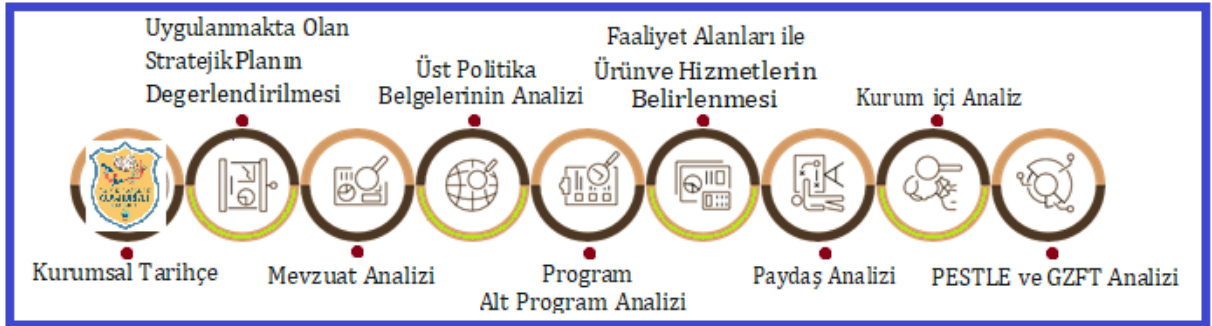 Uygulanmakta Olan
StratejikPlanın
Degerlendirilmesi
Üst Politika
Belgelerinin Analizi
Faaliyet Alanları ile
Ürünve Hizmetlerin
Belirlenmesi
Kurum içi Analiz
Kurumsal Tarihçe
Mevzuat Analizi
Program
Alt Program Analizi
Paydaş Analizi
PESTLE ve GZFT Analizi